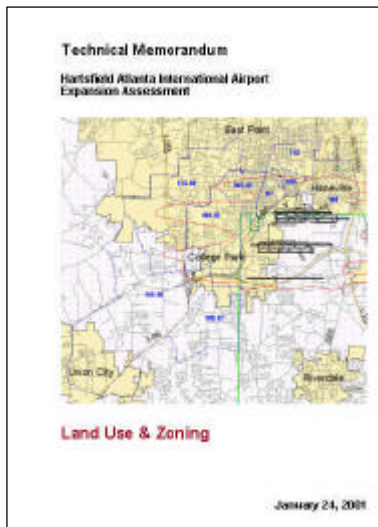 Technical Memorandum
Hartsfield Atlanta International Airport
Expansion Assessment
East Point
Hapeville
College Park
Union City
Riverdale
Land Use & Zoning
January 24, 2001